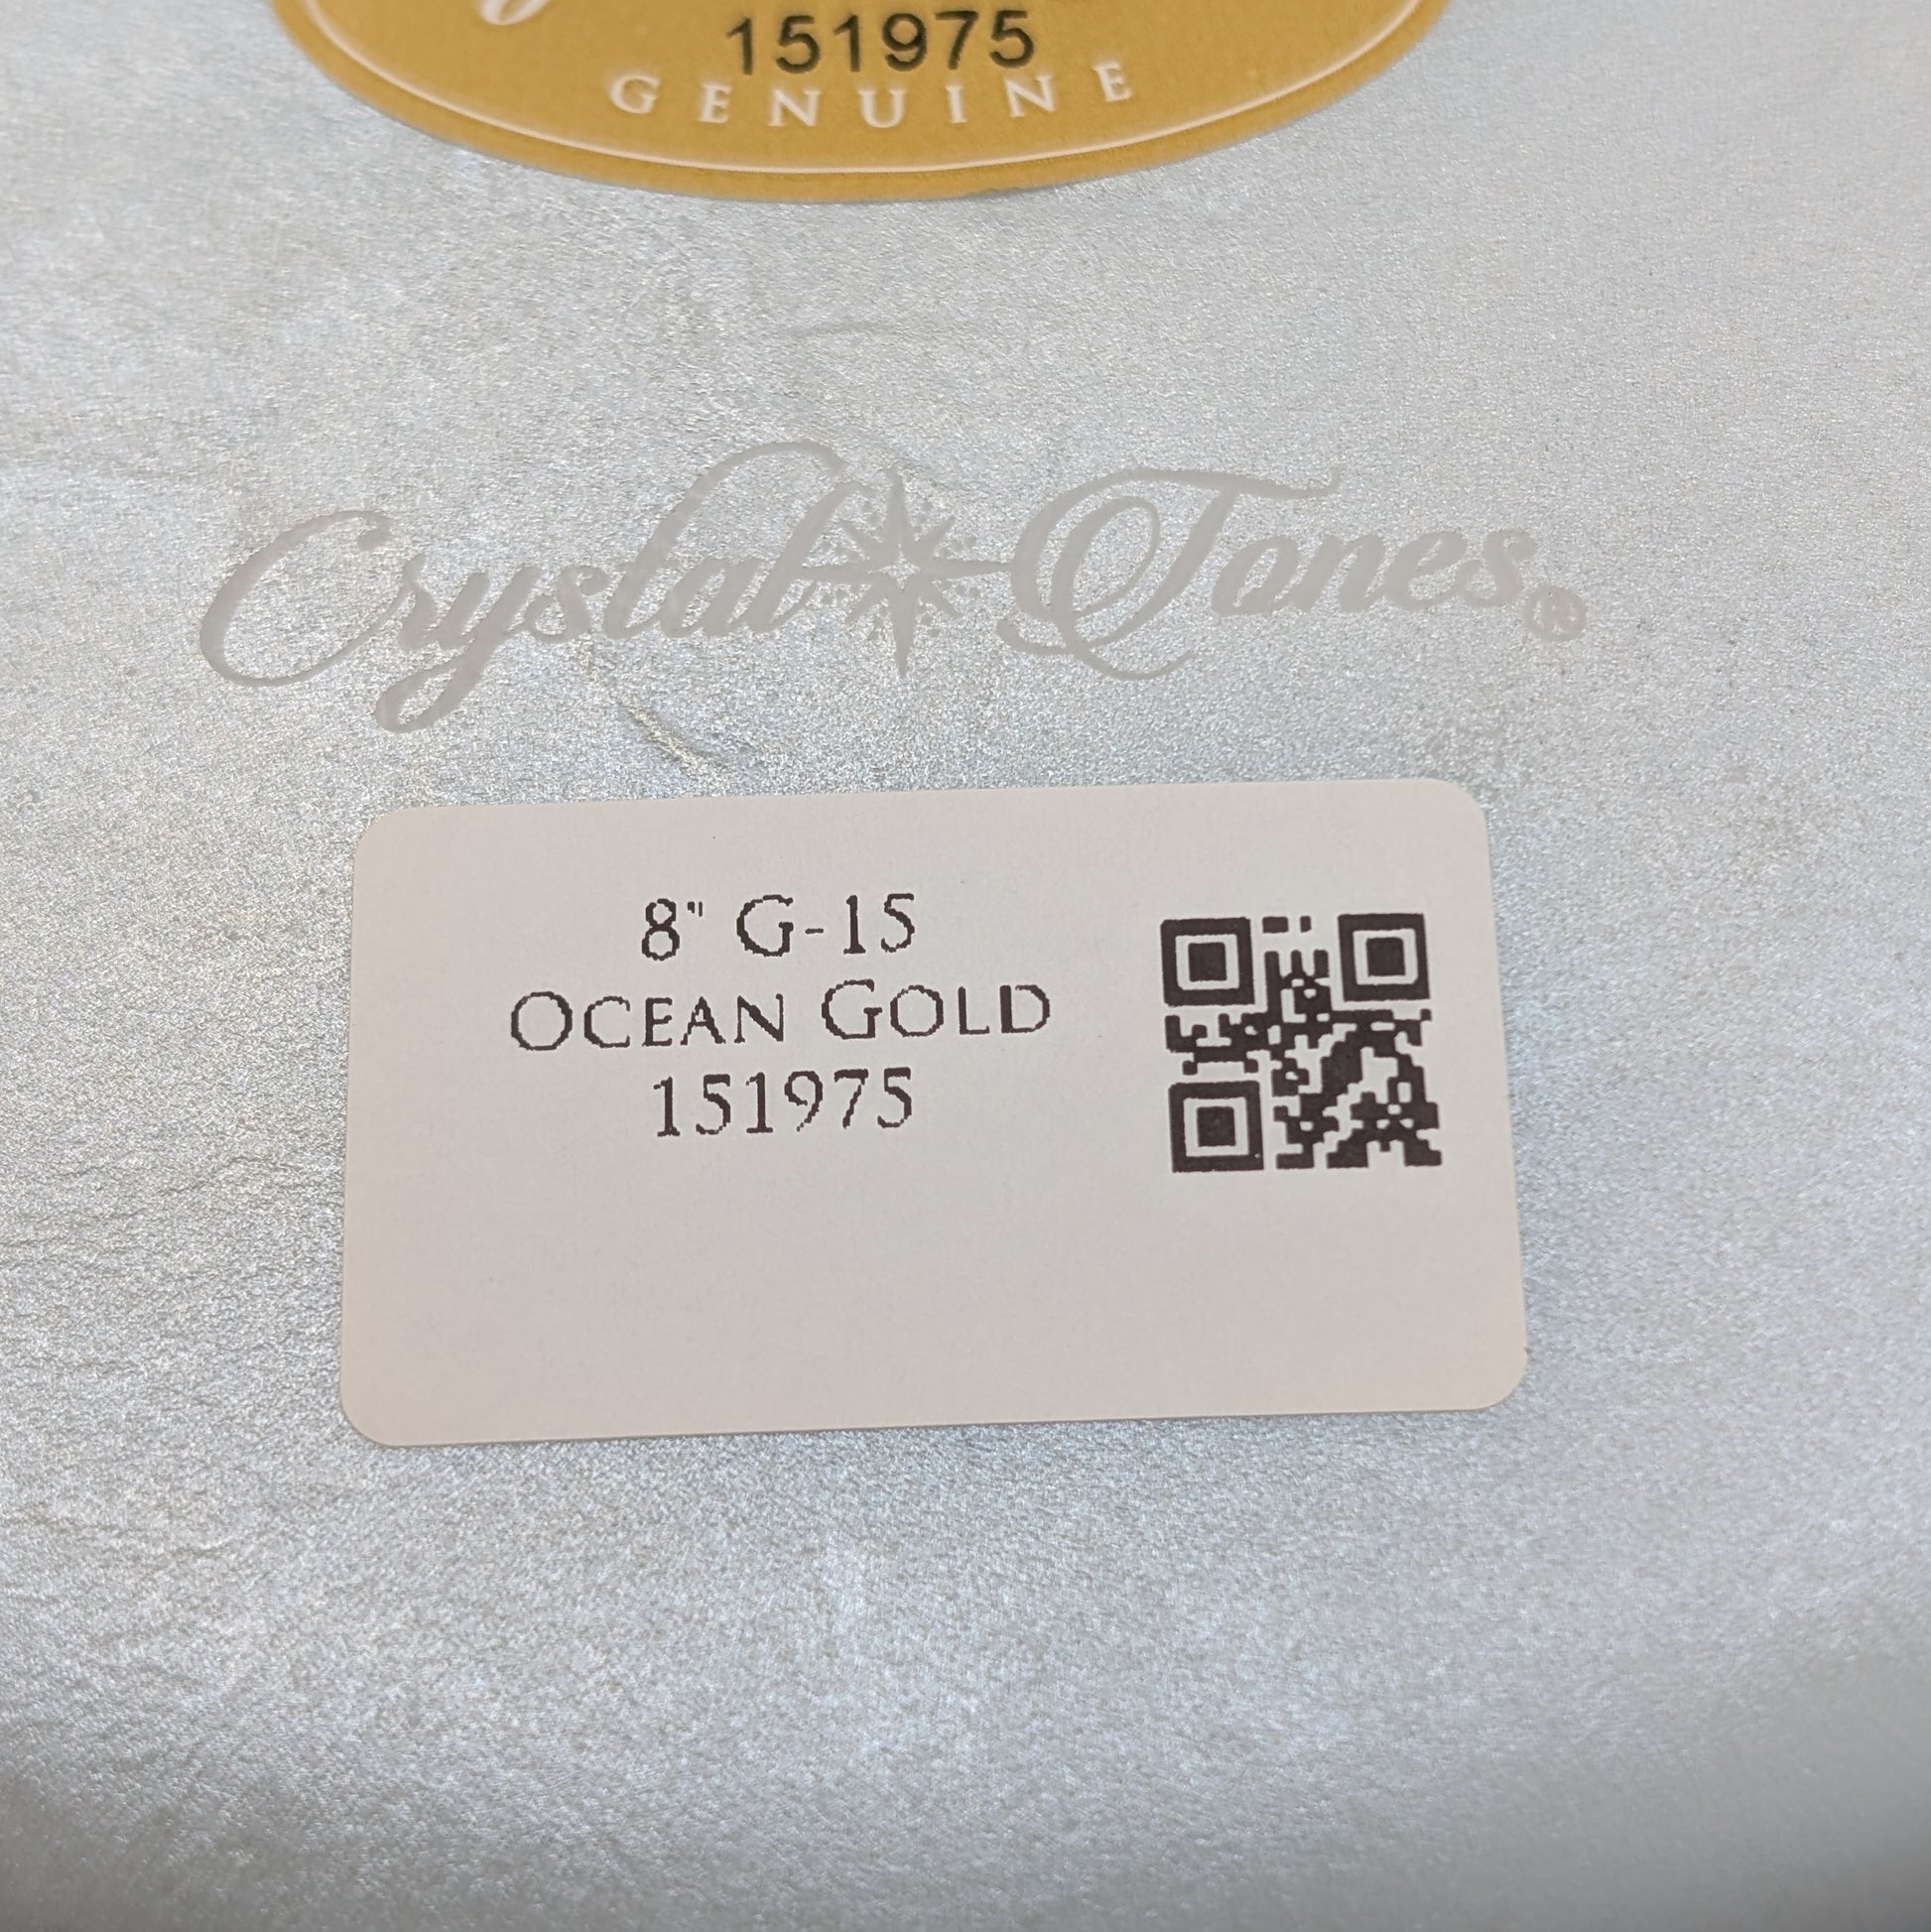 151975
GENUINE
Crystal Tones®
8" G-15
OCEAN GOLD
151975